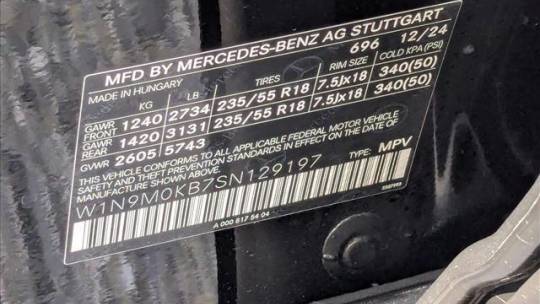 MFD BY MERCEDES-BENZ AG STUTTGART
MADE IN HUNGARY 696 12/24
KG LB TIRES RIM SIZE COLD KPA (PSI)
GAWR FRONT 1240 2734 235/55 R18 7.5Jx18 340(50)
GAWR REAR 1420 3131 235/55 R18 7.5Jx18 340(50)
GVWR 2605 5743
THIS VEHICLE CONFORMS TO ALL APPLICABLE FEDERAL MOTOR VEHICLE
SAFETY AND THEFT PREVENTION STANDARDS IN EFFECT ON THE DATE OF
MANUFACTURE SHOWN ABOVE.
W1N9M0KB7SN129197 TYPE: MPV
A 000 817 54 04